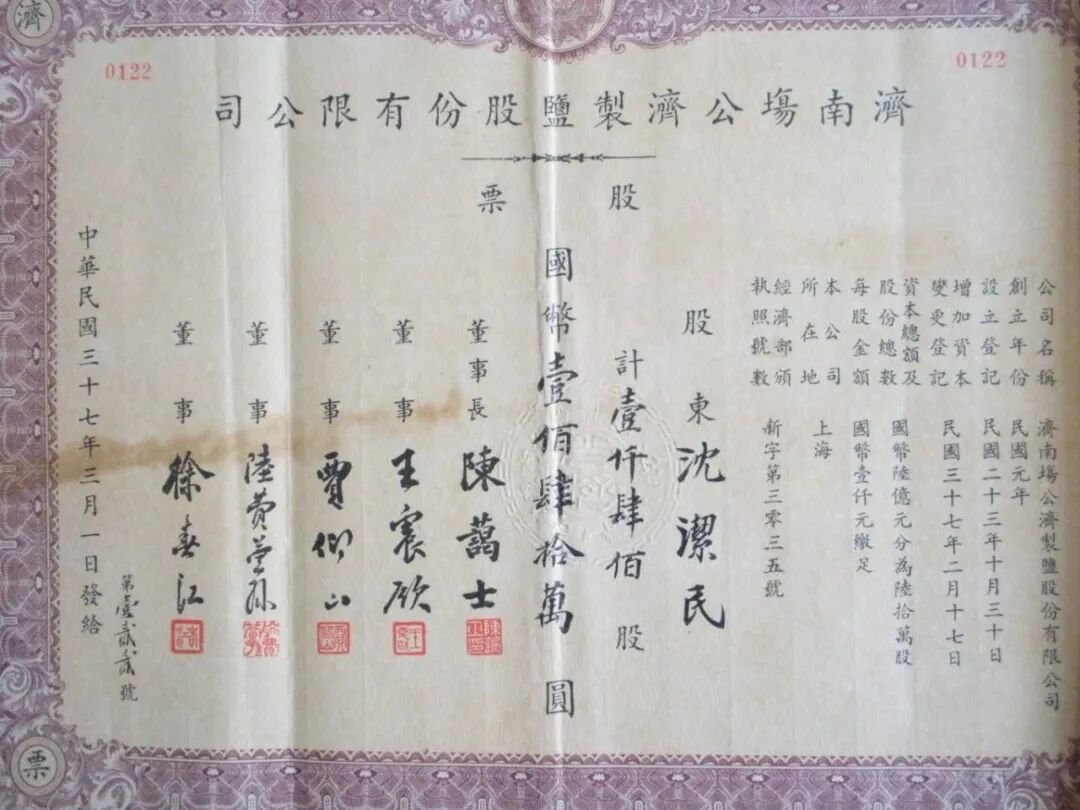 濟
0122
0122
濟南塲公濟製鹽股份有限公司
股票
公司名稱 濟南場公濟製鹽股份有限公司
創立年份 民國元年
設立登記 民國二十三年十月三十日
增加資本變更登記 民國三十七年二月十七日
資本總額及股份總數 國幣陸億元分為陸拾萬股
每股金額 國幣壹仟元繳足
本公司所在地 上海
經濟部頒執照號數 新字第三零三五號
股東 沈潔民
計壹仟肆佰股
國幣壹佰肆拾萬圓
董事長 陳藹士
董事 王震欣
董事 賈仰山
董事 陸費
董事 徐春江
中華民國三十七年三月一日發給
第壹貳貳號
票